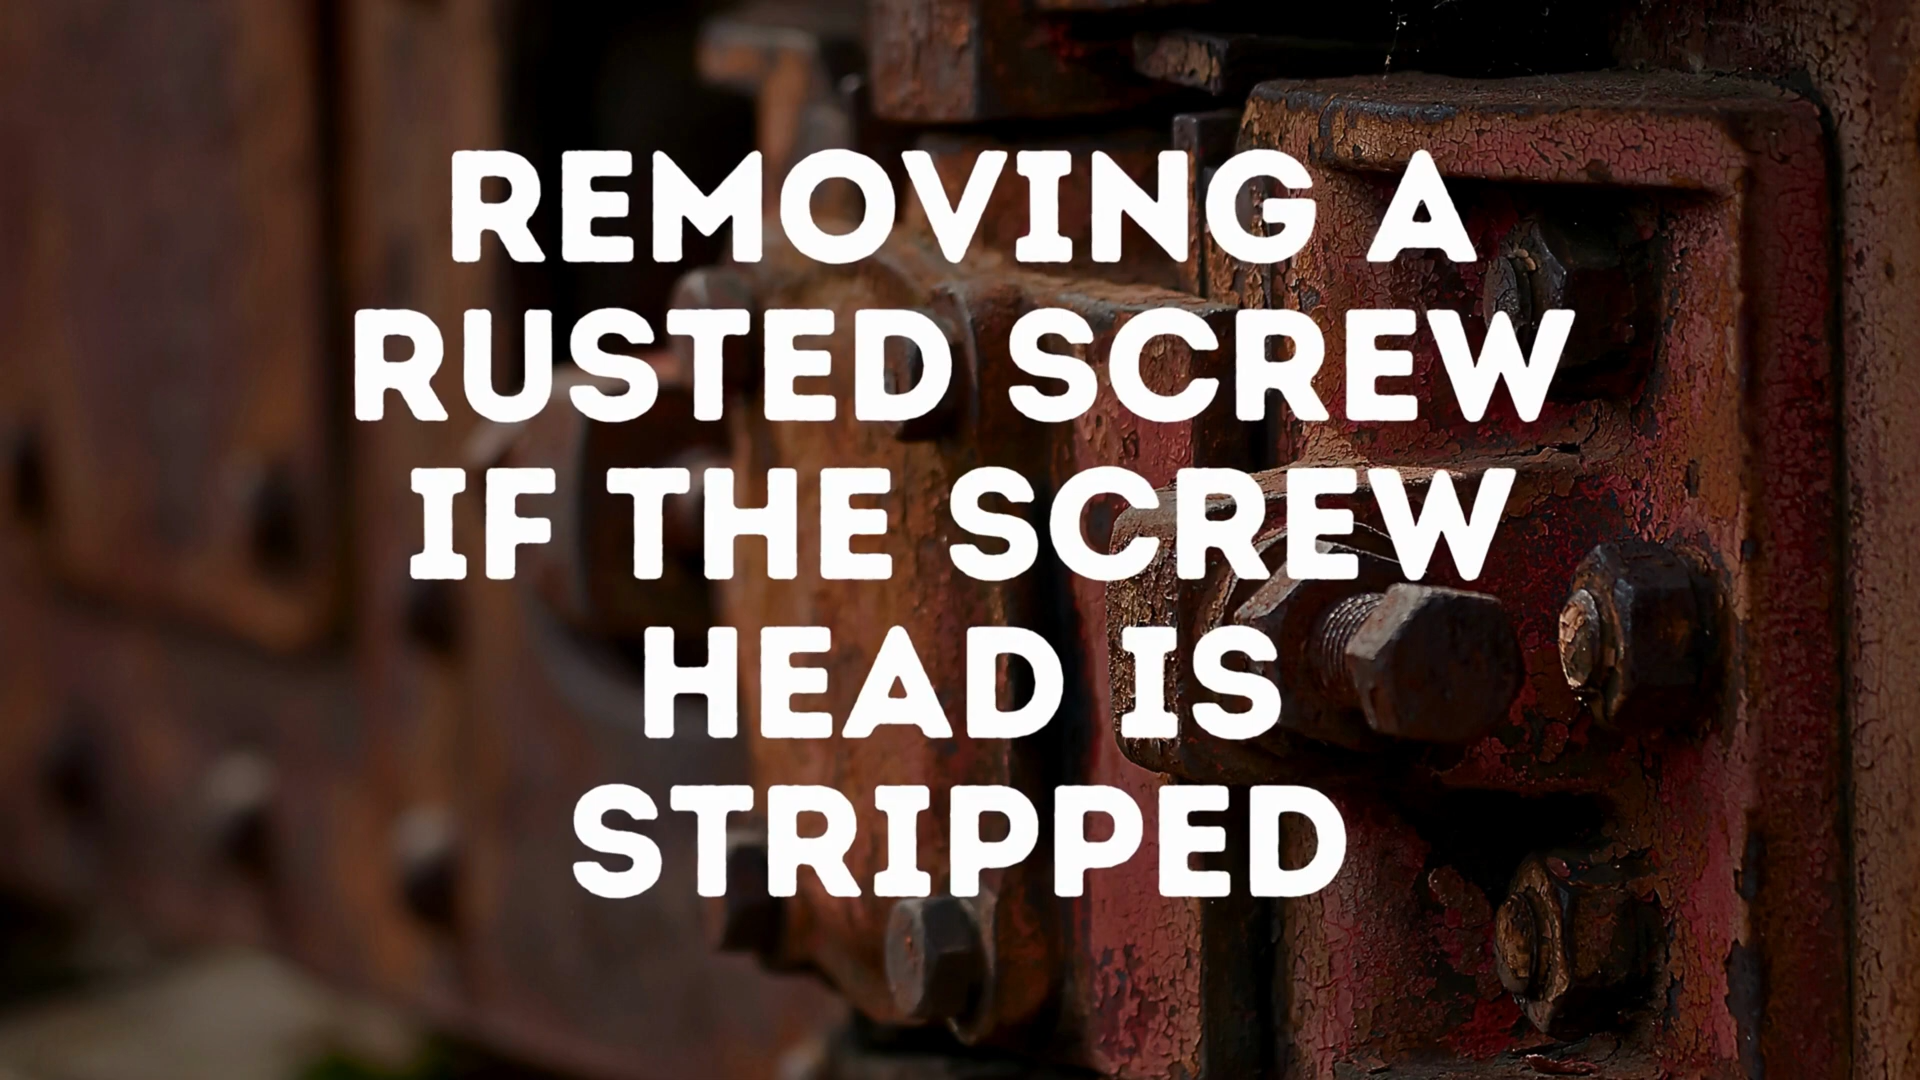 REMOVING A
RUSTED SCREW
IF THE SCREW
HEAD IS
STRIPPED